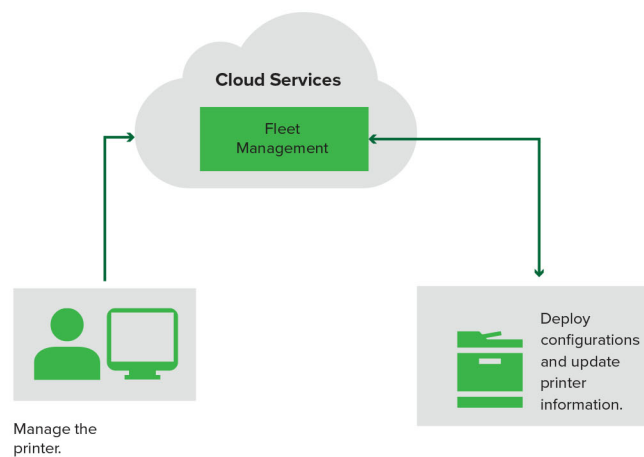 Cloud Services
Fleet
Management
Deploy
configurations
and update
printer
information.
Manage the
printer.